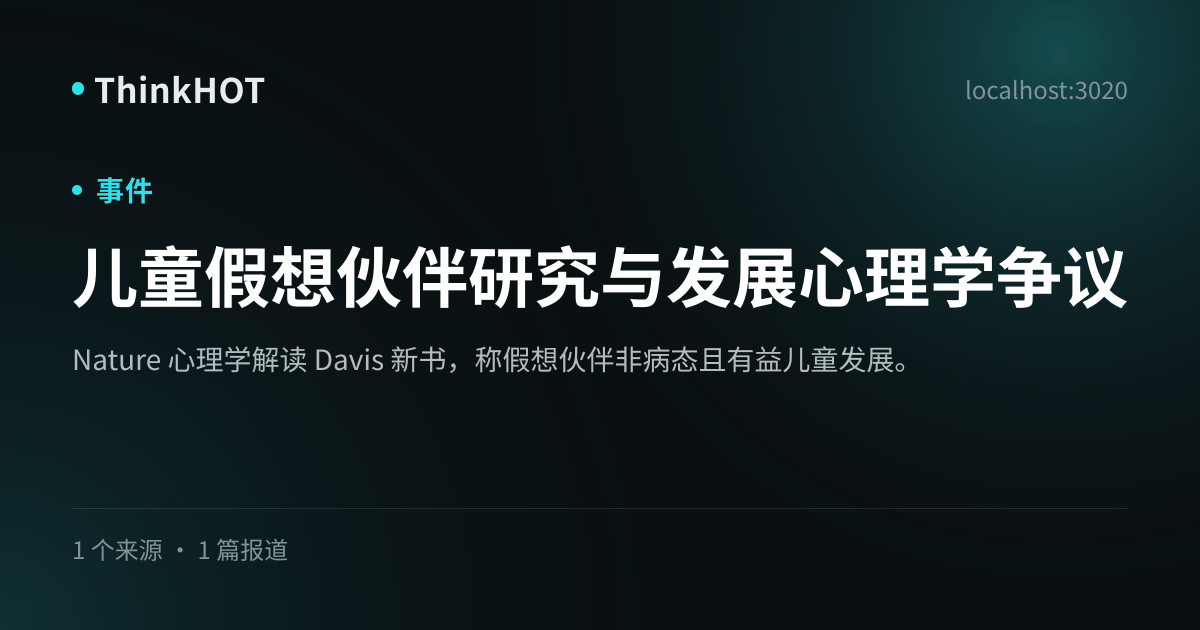 ThinkHOT
localhost:3020
事件
儿童假想伙伴研究与发展心理学争议
Nature 心理学解读 Davis 新书，称假想伙伴非病态且有益儿童发展。
1 个来源 · 1 篇报道